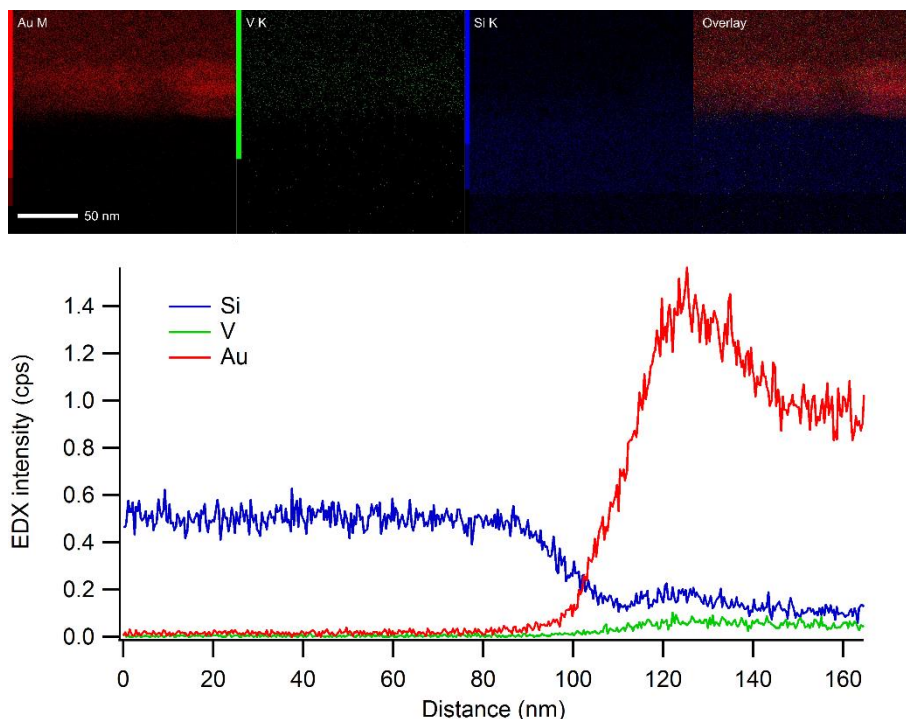 Au M
V K
Si K
Overlay
50 nm
1.4
1.2
1.0
0.8
0.6
0.4
0.2
0.0
EDX intensity (cps)
Si
V
Au
0 20 40 60 80 100 120 140 160
Distance (nm)